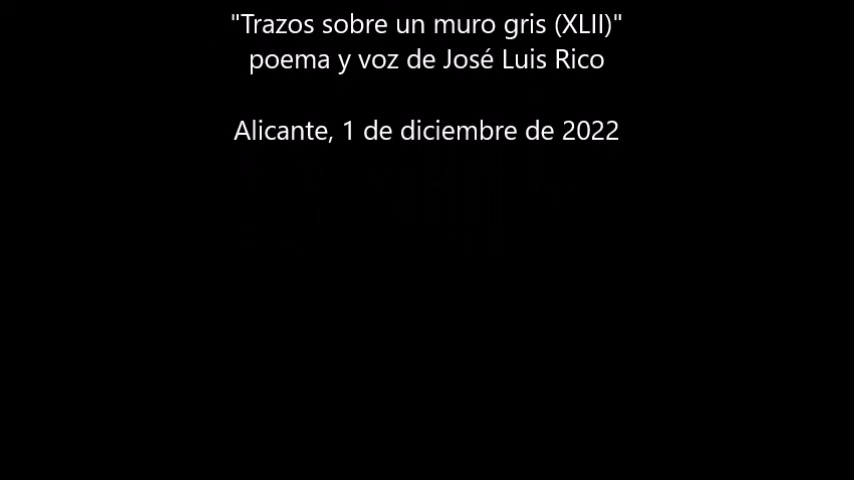 "Trazos sobre un muro gris (XLII)"
poema y voz de José Luis Rico
Alicante, 1 de diciembre de 2022